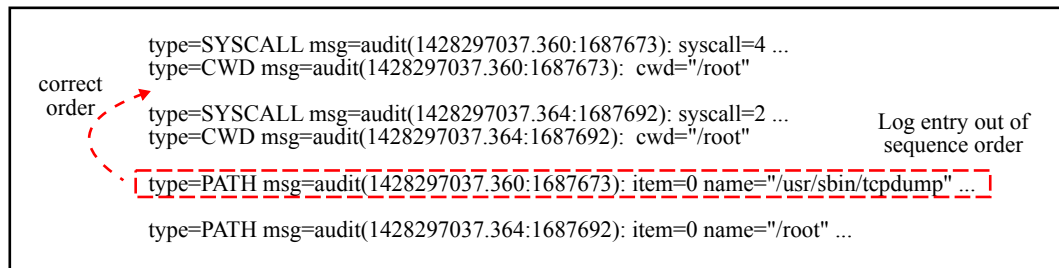 type=SYSCALL msg=audit(1428297037.360:1687673): syscall=4 ...
type=CWD msg=audit(1428297037.360:1687673):  cwd="/root"
correct
order
type=SYSCALL msg=audit(1428297037.364:1687692): syscall=2 ...
type=CWD msg=audit(1428297037.364:1687692):  cwd="/root"
Log entry out of
sequence order
type=PATH msg=audit(1428297037.360:1687673): item=0 name="/usr/sbin/tcpdump" ...
type=PATH msg=audit(1428297037.364:1687692): item=0 name="/root" ...